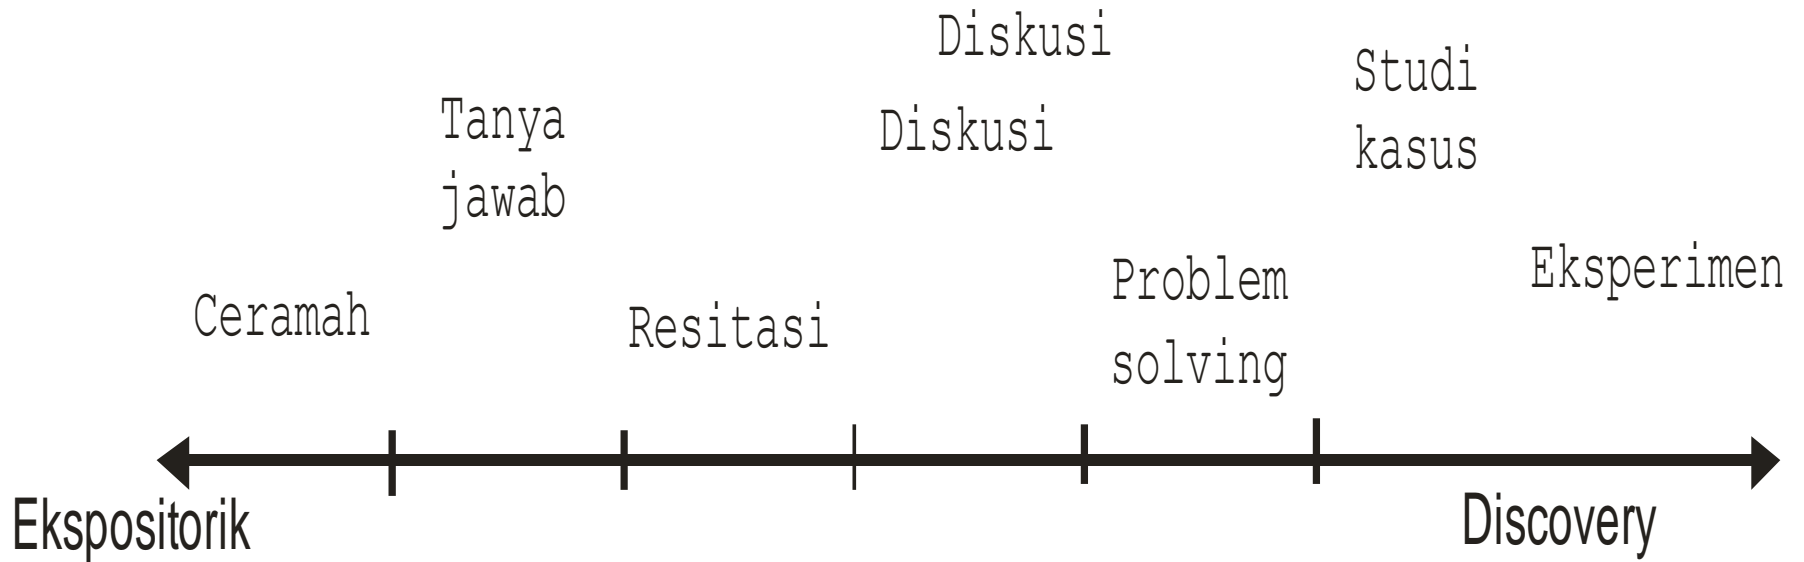 Diskusi
Diskusi
Studi
kasus
Tanya
jawab
Ceramah
Resitasi
Problem
solving
Eksperimen
Ekspositorik
Discovery